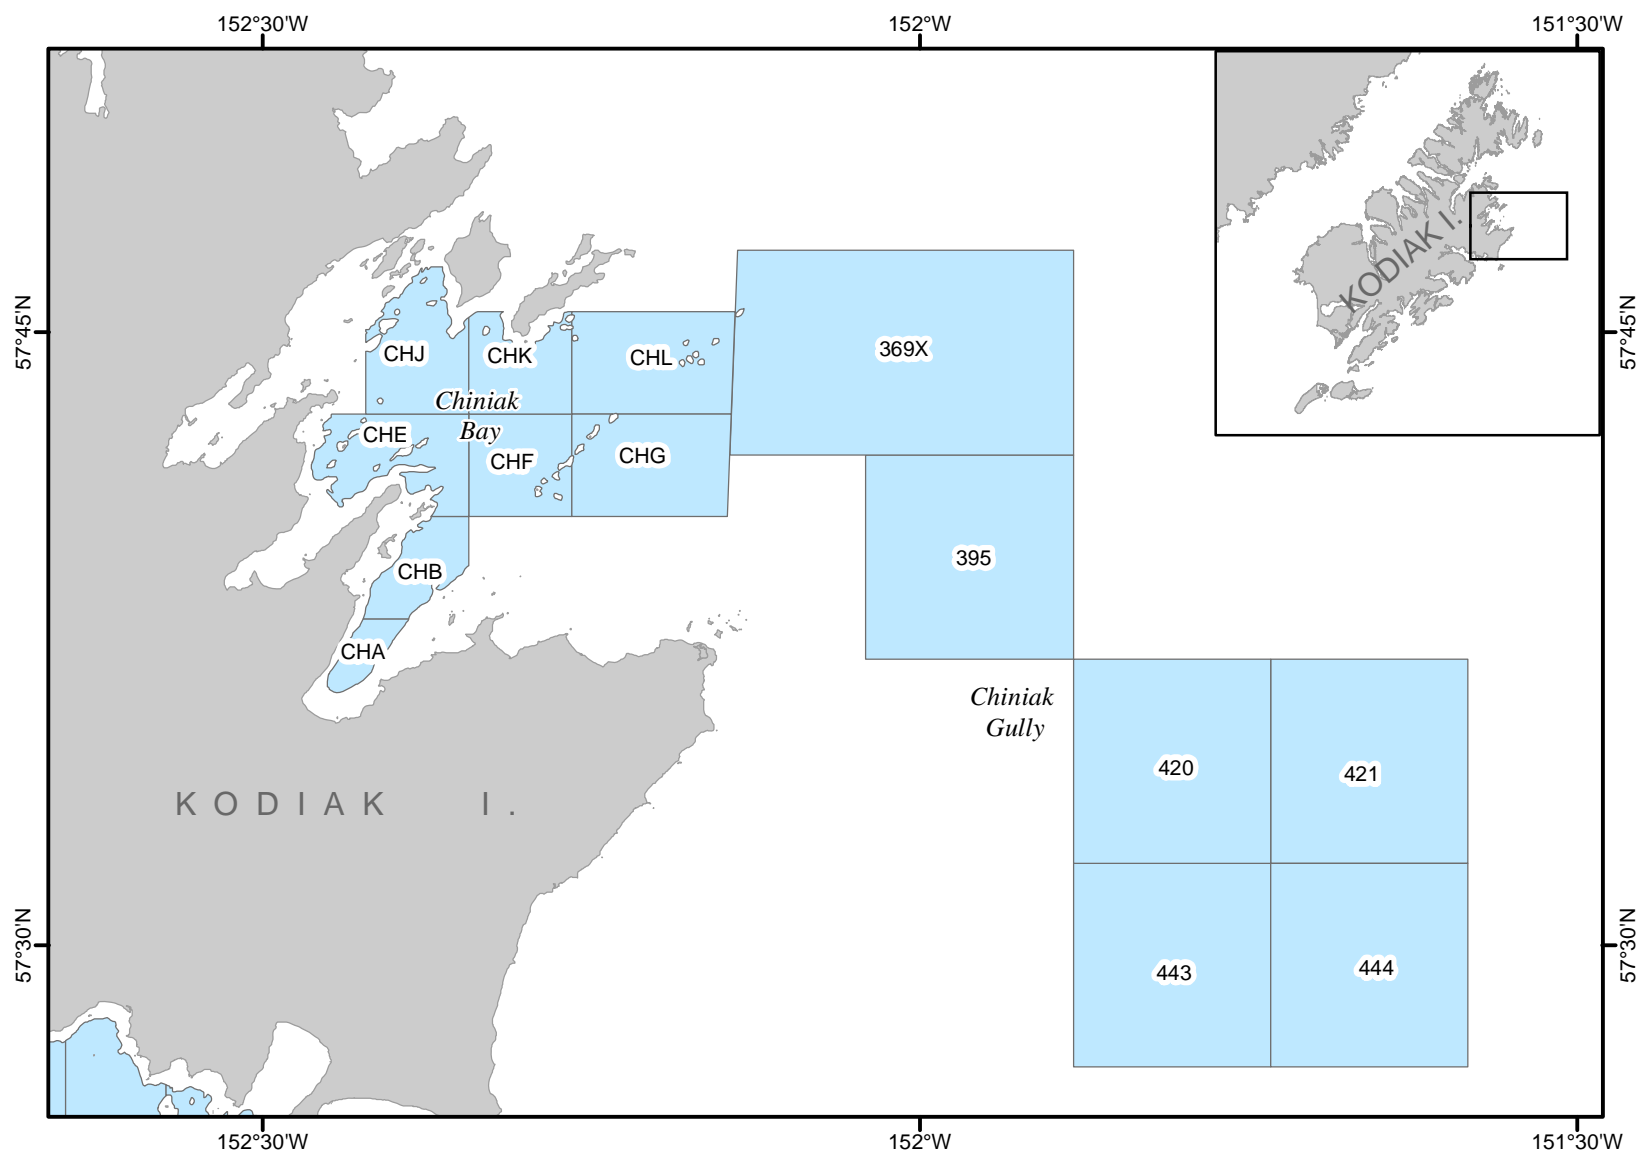 152°30'W
152°W
151°30'W
KODIAK I.
57°45'N
57°45'N
CHJ
CHK
CHL
369X
Chiniak
Bay
CHE
CHF
CHG
395
CHB
CHA
Chiniak
Gully
420
421
KODIAK I.
57°30'N
57°30'N
443
444
152°30'W
152°W
151°30'W